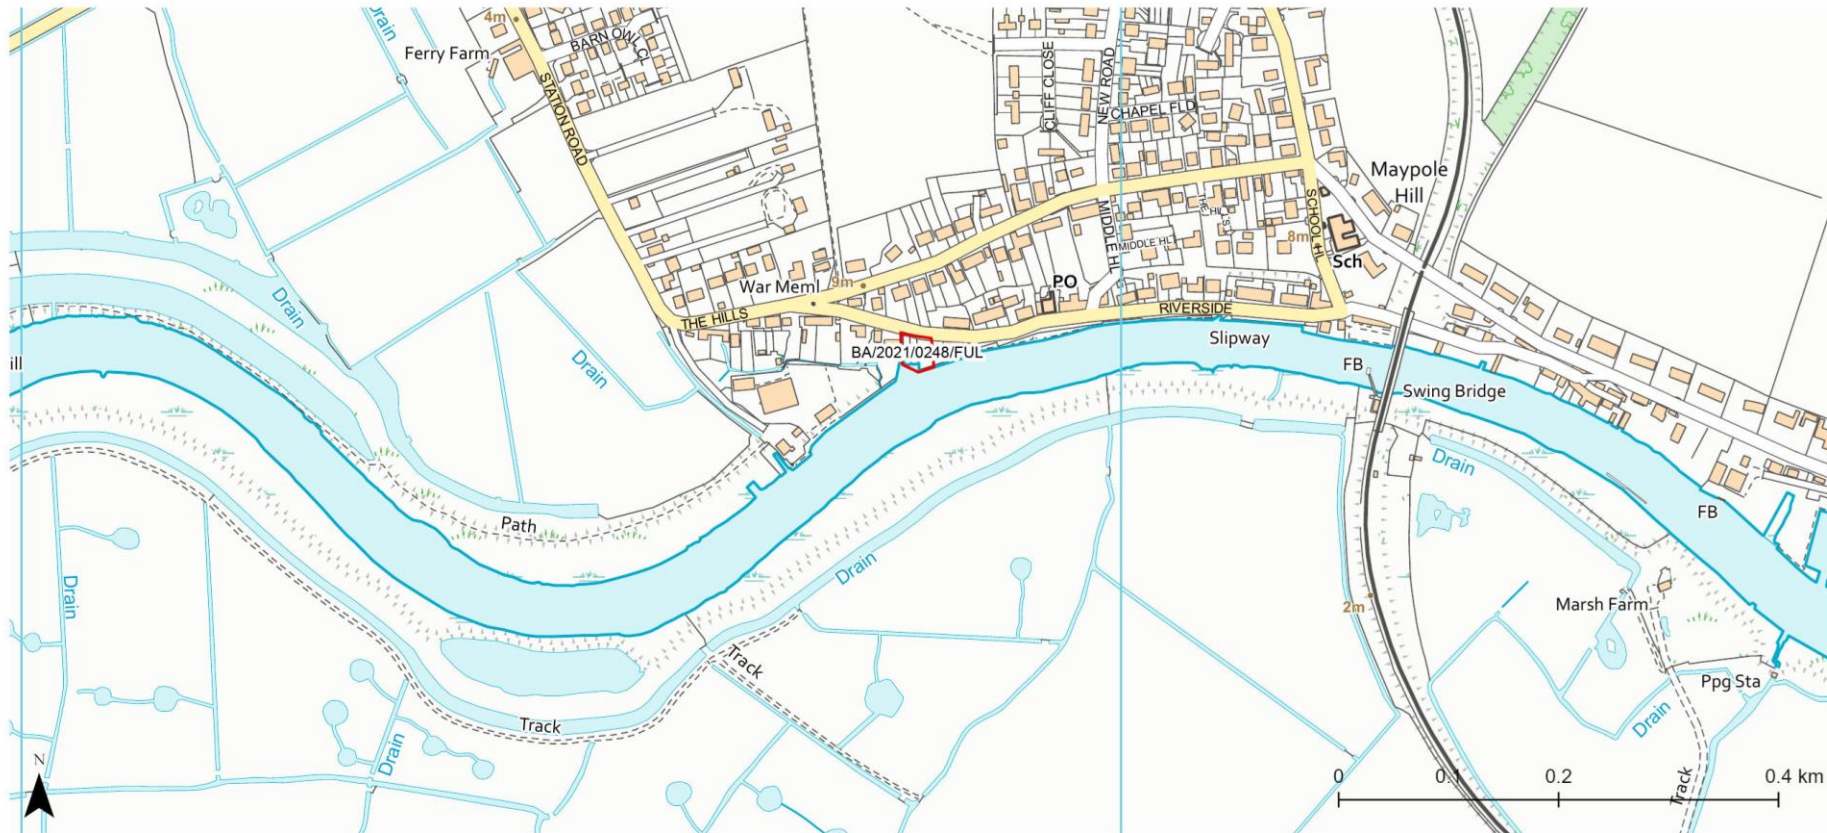 4m
Drain
Ferry Farm
BARN OWL CL
STATION ROAD
CLIFF CLOSE
NEW ROAD
CHAPEL FLD
Maypole
Hill
SCHOOL HL
THE HILLS
MIDDLE HL
MIDDLE HL
8m
Sch
War Meml
9m
PO
THE HILLS
RIVERSIDE
Drain
BA/2021/0248/FUL
Slipway
Drain
ill
FB
Swing Bridge
Drain
Path
FB
Drain
Drain
2m
Marsh Farm
Track
Ppg Sta
Track
Drain
Drain
N
0
0.1
0.2
0.4 km
Track